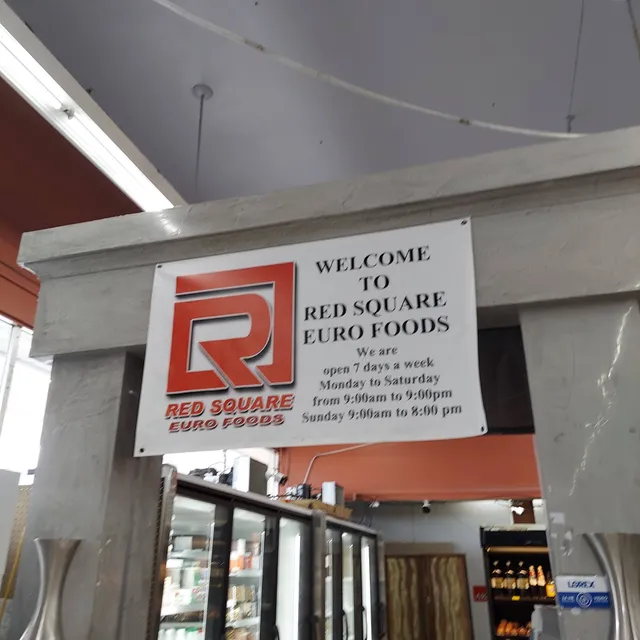 WELCOME
TO
RED SQUARE
EURO FOODS
We are
open 7 days a week
Monday to Saturday
from 9:00am to 9:00pm
Sunday 9:00am to 8:00 pm
R
RED SQUARE
EURO FOODS
LOREX